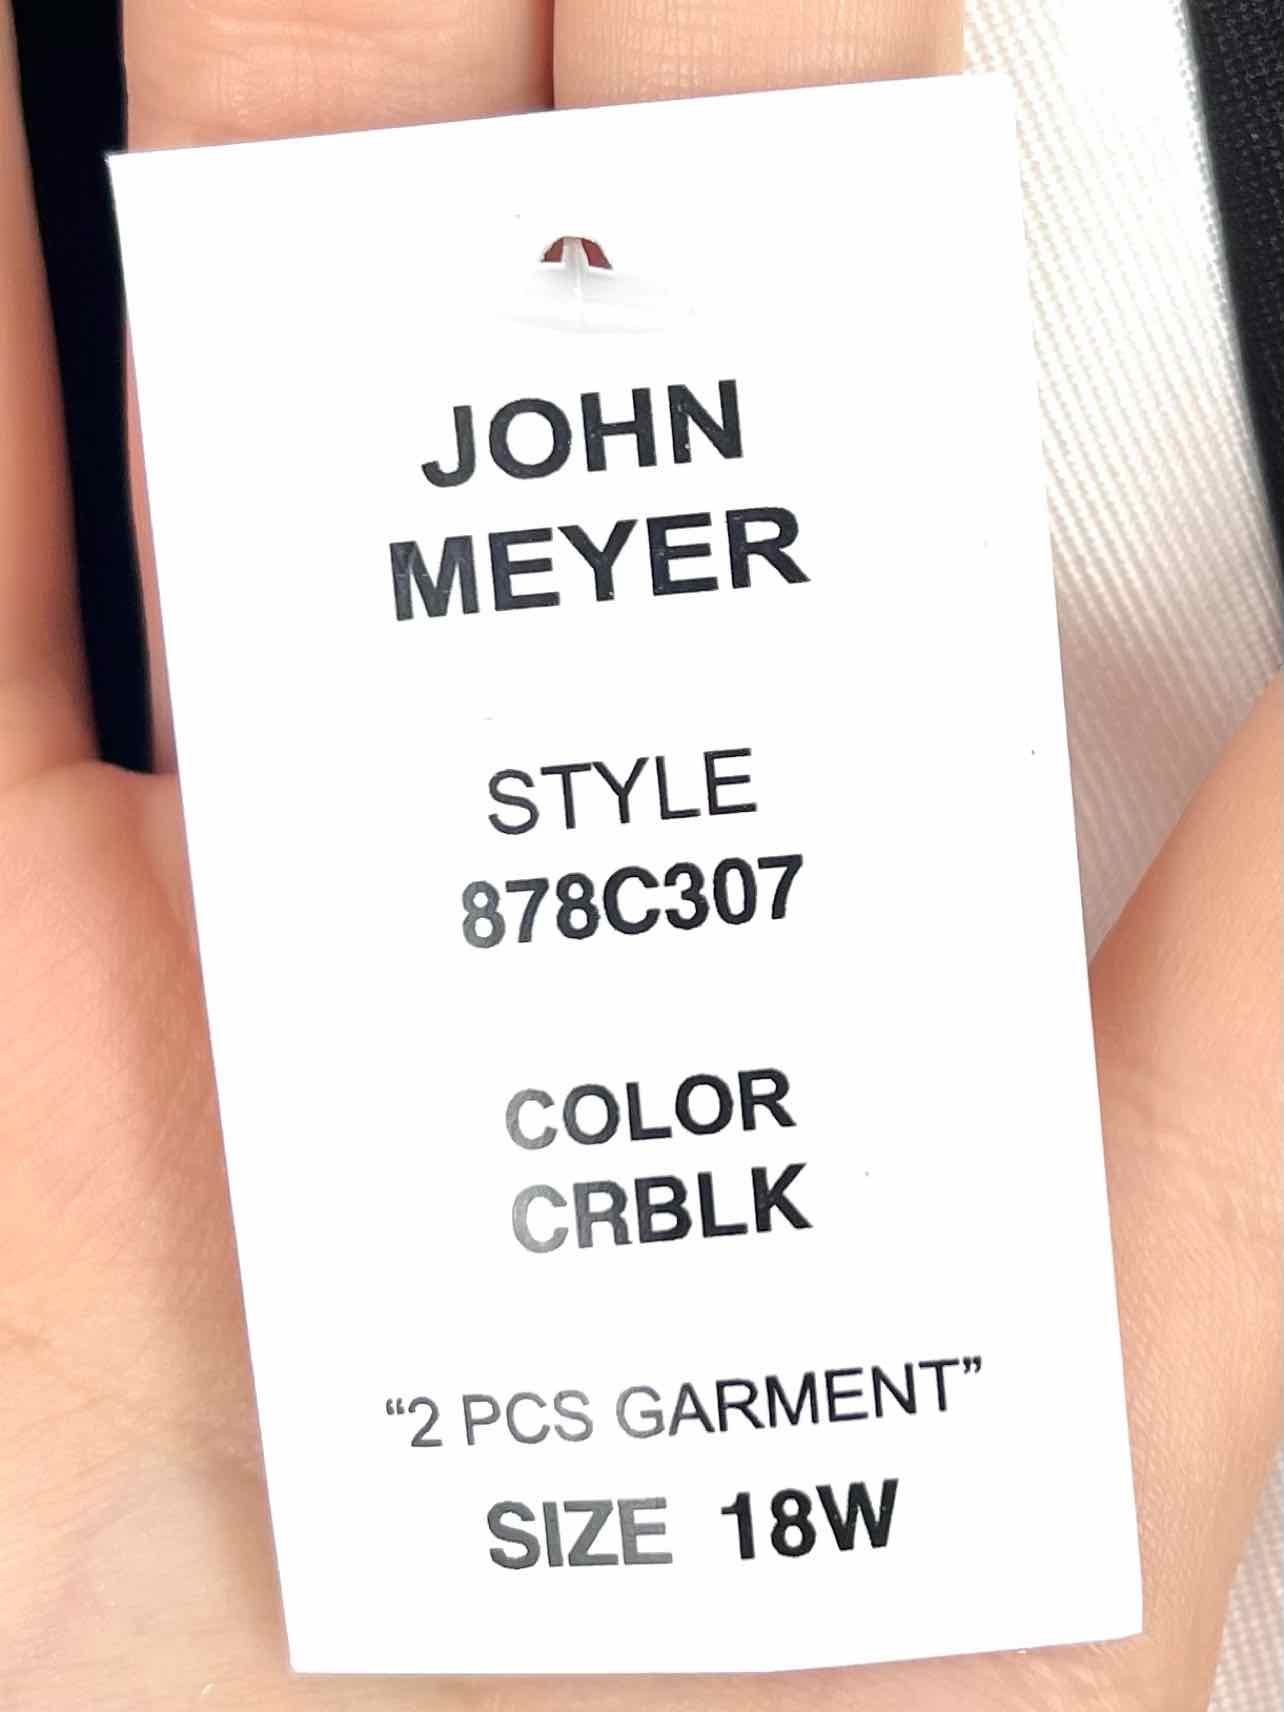 JOHN
MEYER
STYLE
878C307
COLOR
CRBLK
“2 PCS GARMENT”
SIZE 18W